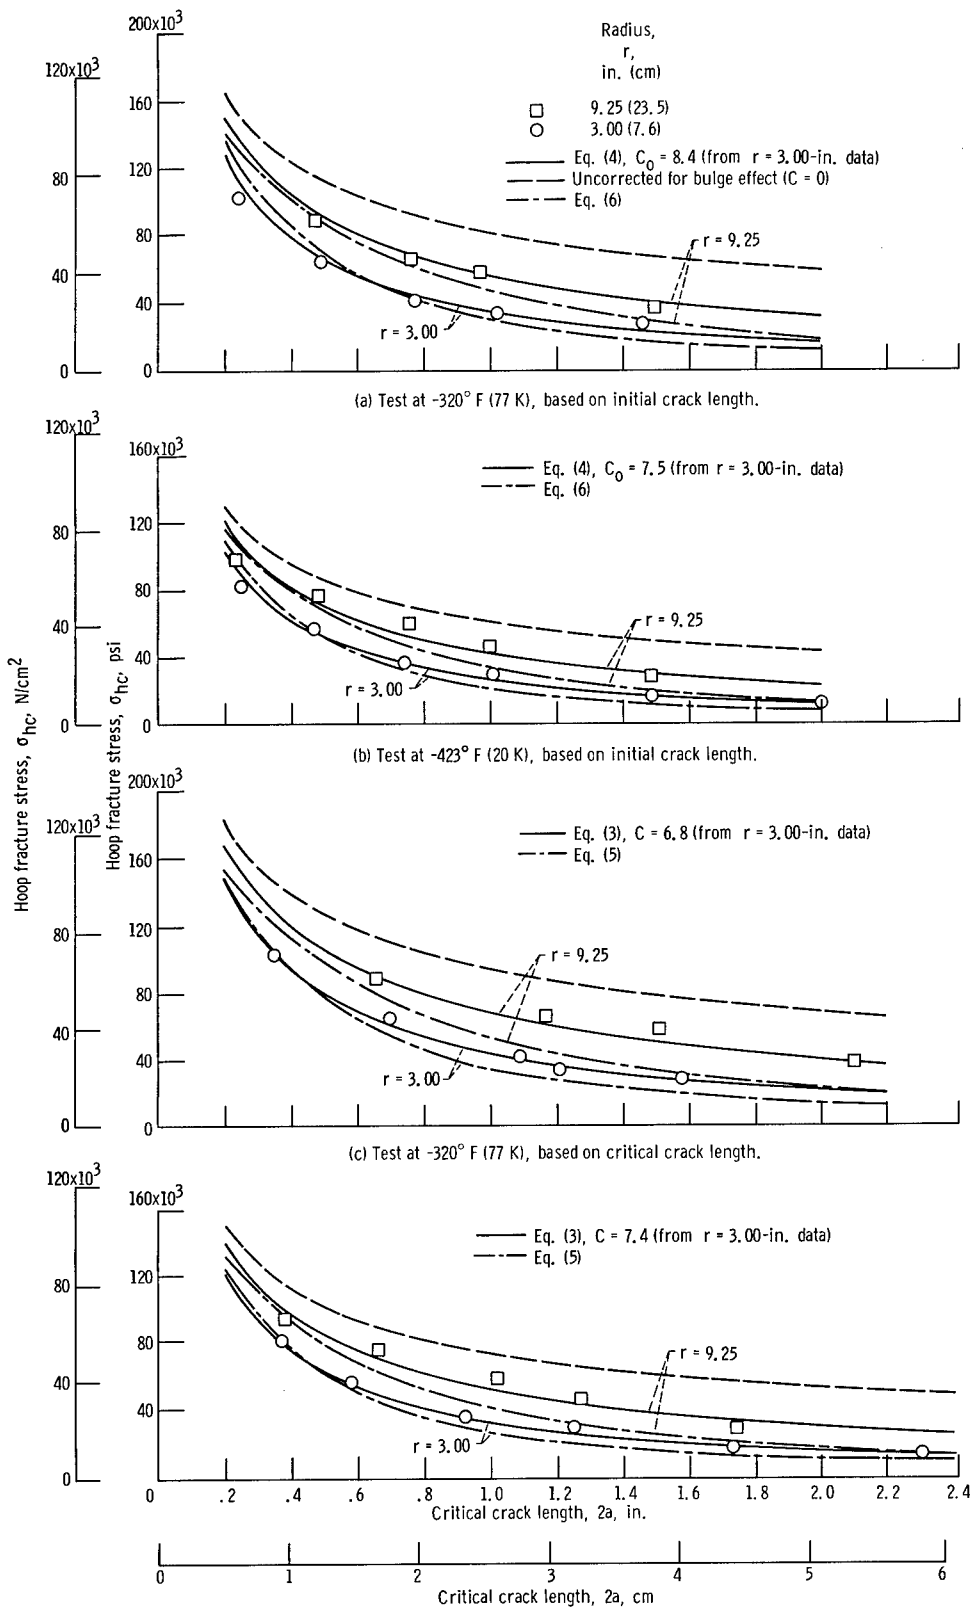 Radius,
r,
in. (cm)
9.25 (23.5)
3.00 (7.6)
Eq. (4), C₀ = 8.4 (from r = 3.00-in. data)
Uncorrected for bulge effect (C = 0)
Eq. (6)
200x10³
160
120
80
40
0
120x10³
80
40
0
r = 9.25
r = 3.00
(a) Test at -320° F (77 K), based on initial crack length.
Eq. (4), C₀ = 7.5 (from r = 3.00-in. data)
Eq. (6)
120x10³
80
40
0
160x10³
120
80
40
0
r = 9.25
r = 3.00
(b) Test at -423° F (20 K), based on initial crack length.
Hoop fracture stress, σhc, N/cm²
Hoop fracture stress, σhc, psi
Eq. (3), C = 6.8 (from r = 3.00-in. data)
Eq. (5)
120x10³
80
40
0
200x10³
160
120
80
40
0
r = 9.25
r = 3.00
(c) Test at -320° F (77 K), based on critical crack length.
Eq. (3), C = 7.4 (from r = 3.00-in. data)
Eq. (5)
120x10³
80
40
0
160x10³
120
80
40
r = 9.25
r = 3.00
0 .2 .4 .6 .8 1.0 1.2 1.4 1.6 1.8 2.0 2.2 2.4
Critical crack length, 2a, in.
0 1 2 3 4 5 6
Critical crack length, 2a, cm